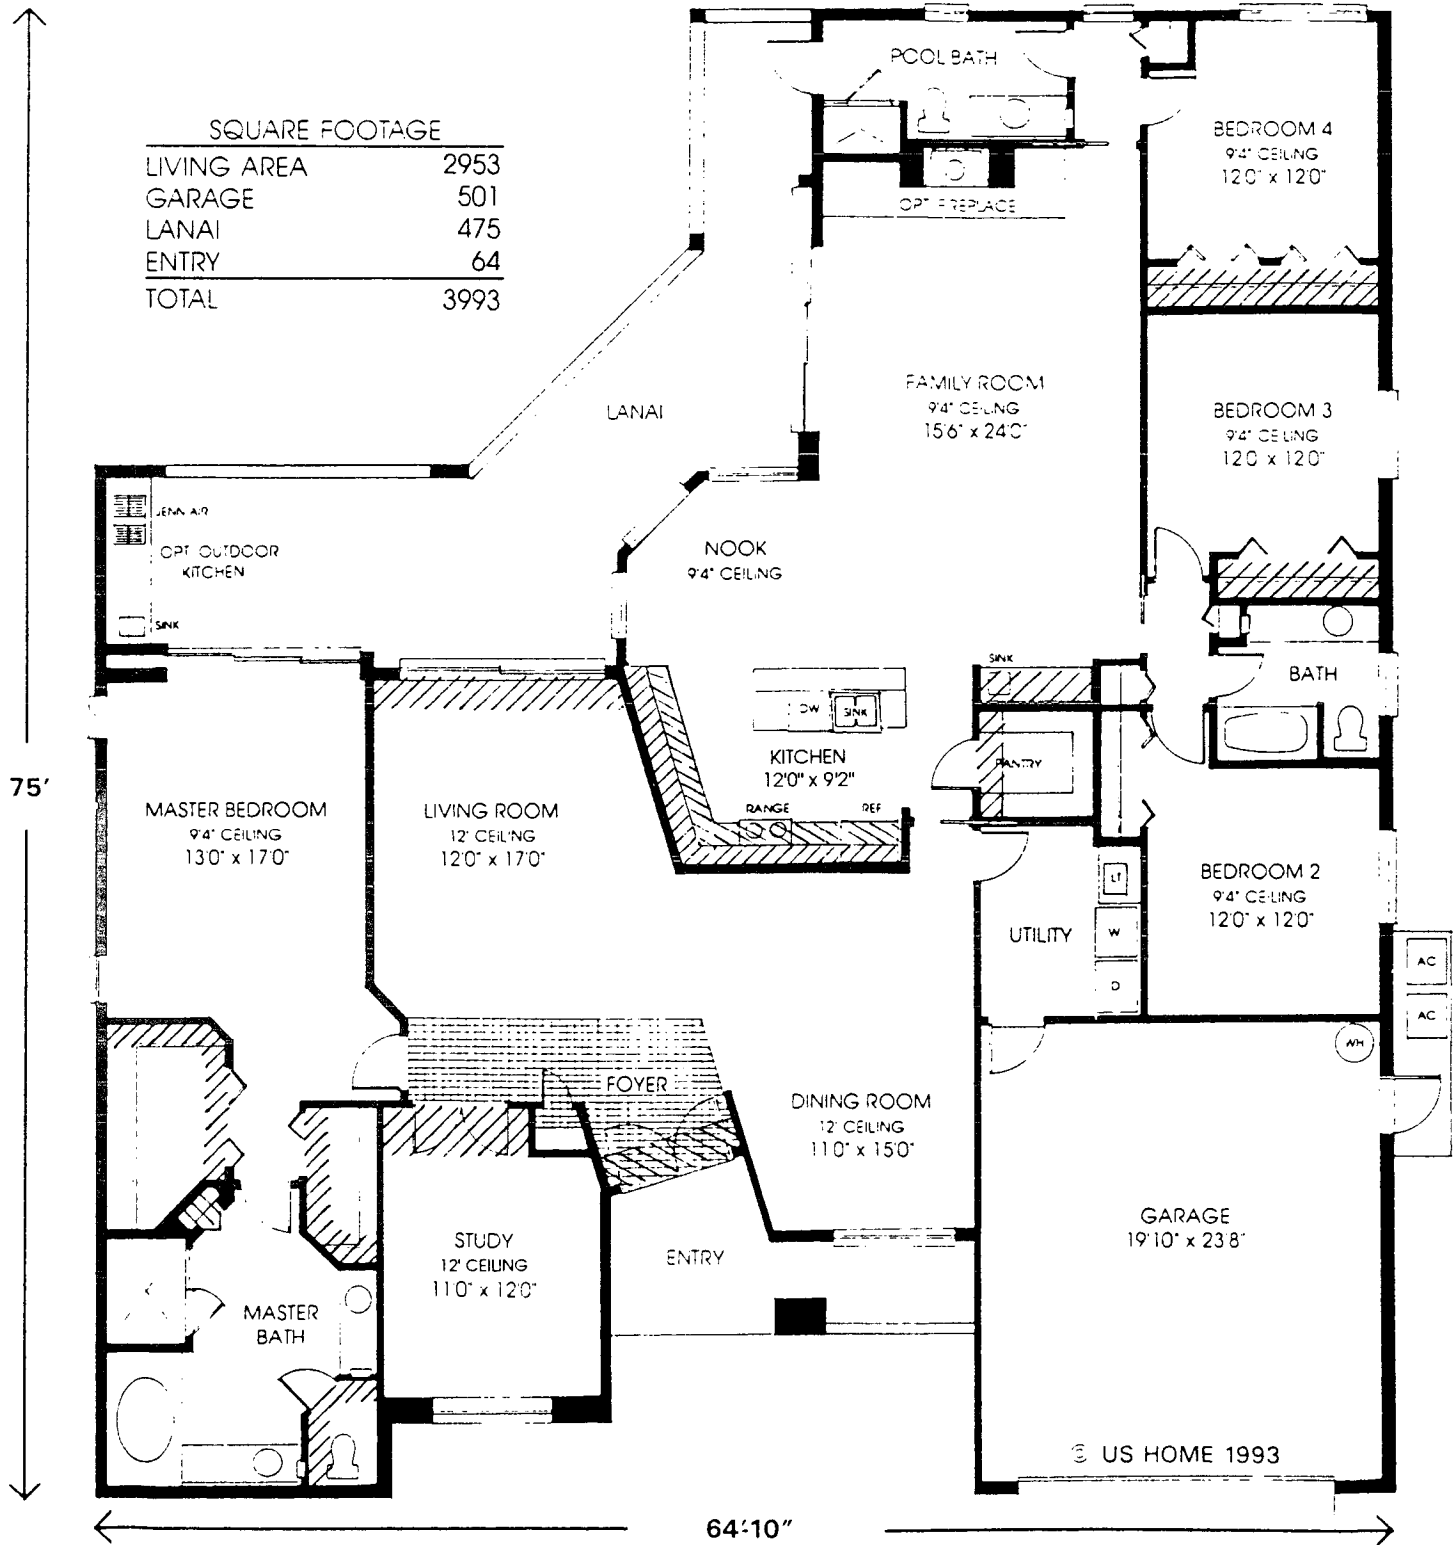 SQUARE FOOTAGE
LIVING AREA 2953
GARAGE 501
LANAI 475
ENTRY 64
TOTAL 3993
POOL BATH
OPT FIREPLACE
BEDROOM 4
9'4" CEILING
12'0" x 12'0"
FAMILY ROOM
9'4" CEILING
15'6" x 24'0"
BEDROOM 3
9'4" CEILING
12'0 x 12'0"
LANAI
JENN-AIR
OPT. OUTDOOR
KITCHEN
SINK
NOOK
9'4" CEILING
SINK
BATH
DW
SINK
KITCHEN
12'0" x 9'2"
RANGE
REF
PANTRY
75'
MASTER BEDROOM
9'4" CEILING
13'0" x 17'0"
LIVING ROOM
12' CEILING
12'0" x 17'0"
BEDROOM 2
9'4" CEILING
12'0" x 12'0"
LT
W
D
UTILITY
AC
AC
WH
FOYER
DINING ROOM
12' CEILING
11'0" x 15'0"
STUDY
12' CEILING
11'0" x 12'0"
ENTRY
GARAGE
19'10" x 23'8"
MASTER
BATH
© US HOME 1993
64'-10"